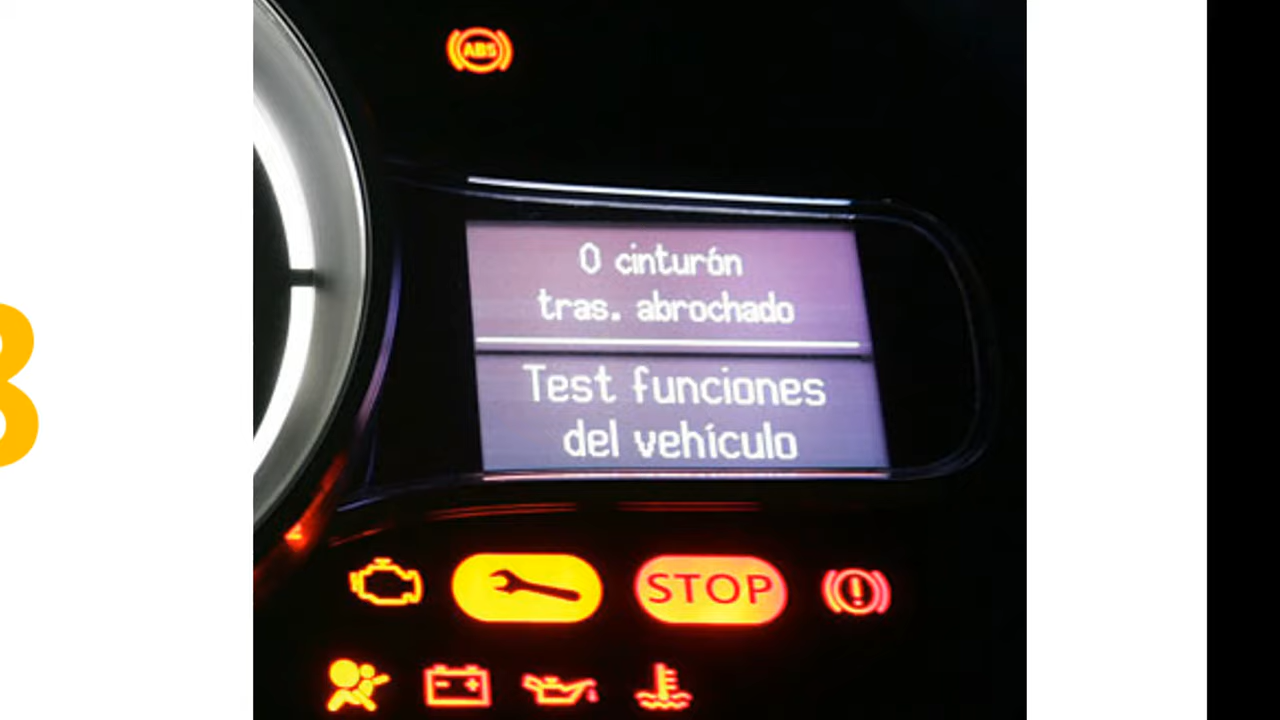 ABS
0 cinturón
tras. abrochado
Test funciones
del vehículo
STOP